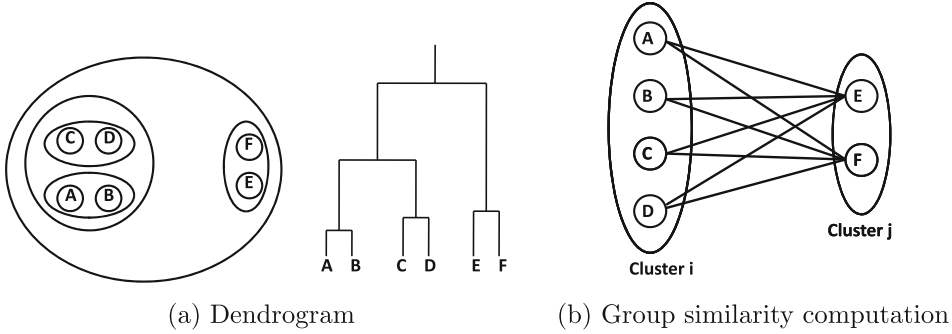 C D
A B
F
E
A B C D E F
(a) Dendrogram
A
B
C
D
E
F
Cluster i
Cluster j
(b) Group similarity computation